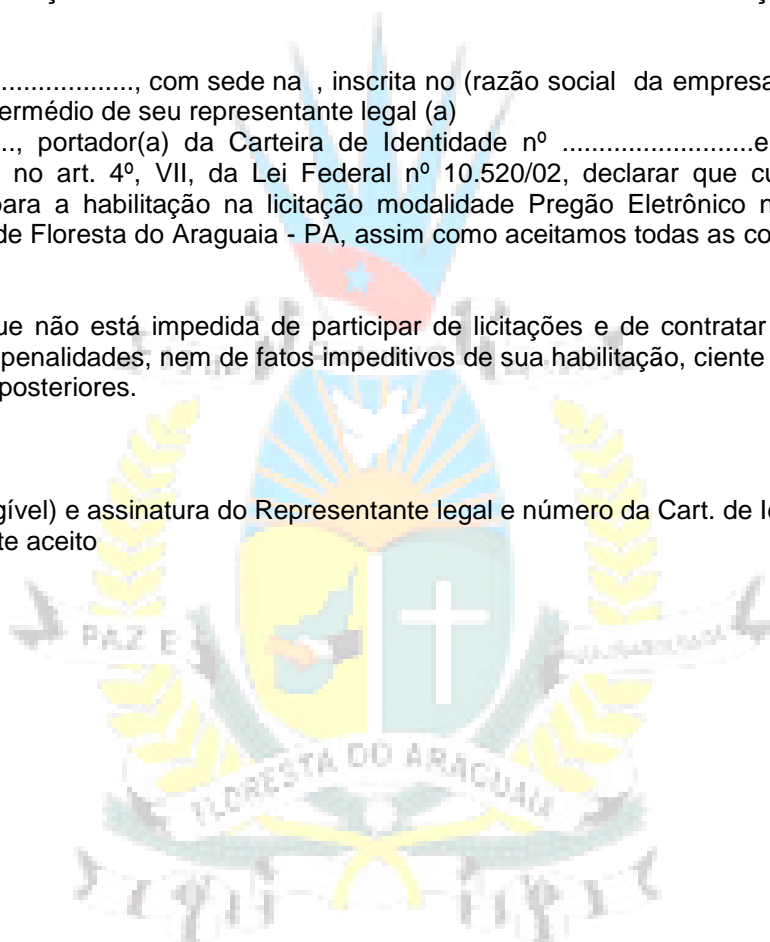 ...................., com sede na , inscrita no (razão social da empresa
termédio de seu representante legal (a)
.., portador(a) da Carteira de Identidade nº .........................e
no art. 4º, VII, da Lei Federal nº 10.520/02, declarar que cu
para a habilitação na licitação modalidade Pregão Eletrônico n
de Floresta do Araguaia - PA, assim como aceitamos todas as co
ue não está impedida de participar de licitações e de contratar
penalidades, nem de fatos impeditivos de sua habilitação, ciente
posteriores.
gível) e assinatura do Representante legal e número da Cart. de Id
te aceito
PAZ E
FLORESTA DO ARAGUAIA